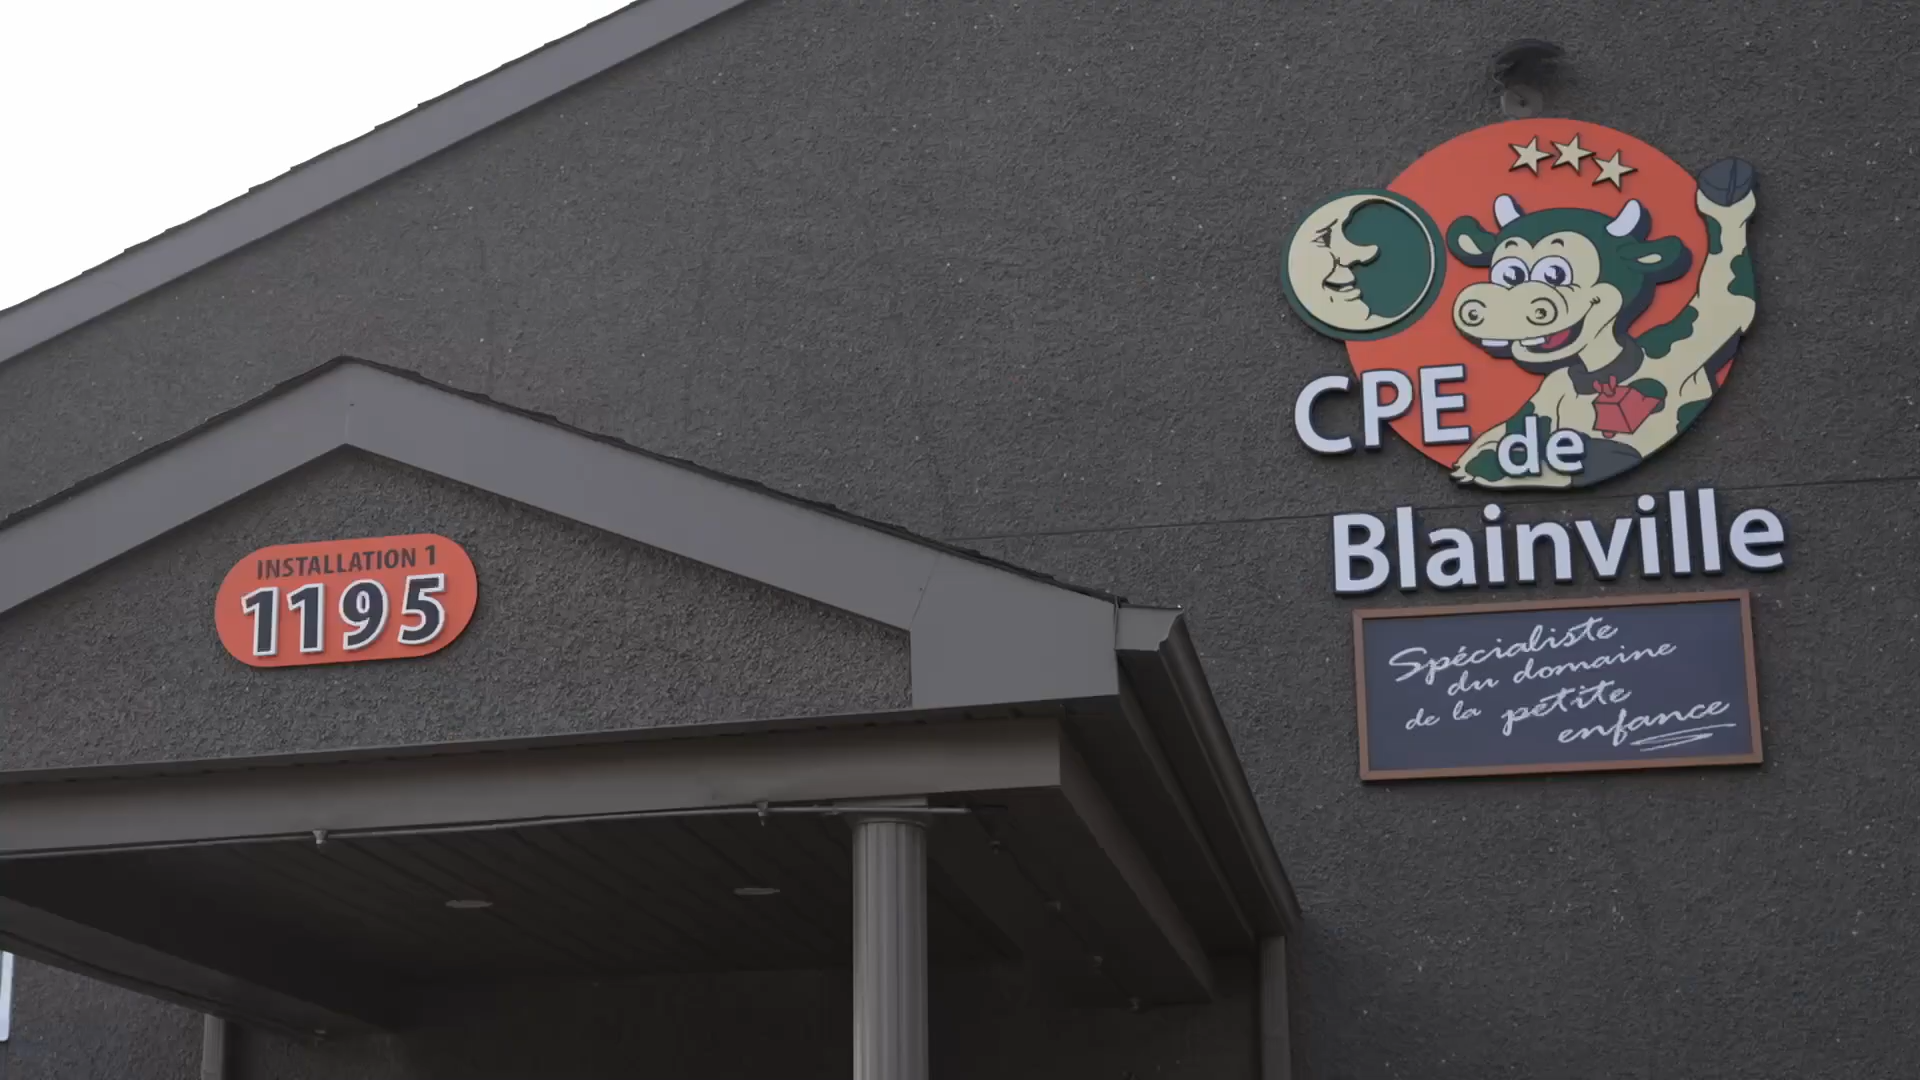 INSTALLATION 1
1195
CPE
de
Blainville
Spécialiste
du domaine
de la petite
enfance